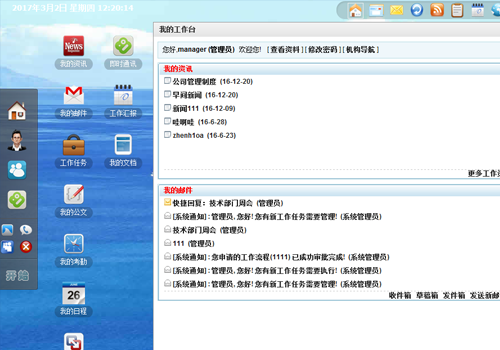 2017年3月2日 星期四 12:20:14
我的工作台
您好,manager (管理员) 欢迎您! [查看资料] [修改密码] [机构导航]
News
我的资讯
即时通讯
我的资讯
公司管理制度 (16-12-20)
早间新闻 (16-12-20)
新闻111 (16-12-09)
哇啊哇 (16-6-28)
zhenh1oa (16-6-23)
我的邮件
工作汇报
工作任务
我的文档
更多工作资
我的邮件
快捷回复: 技术部门周会 (管理员)
[系统通知]: 管理员, 您好! 您有新工作任务需要管理! (系统管理员)
技术部门周会 (管理员)
111 (管理员)
[系统通知]: 您申请的工作流程(1111) 已成功审批完成! (系统管理员)
[系统通知]: 管理员, 您好! 您有新工作任务需要执行! (系统管理员)
[系统通知]: 管理员, 您好! 您有新工作任务需要管理! (系统管理员)
收件箱 草稿箱 发件箱 发送新邮
我的公文
我的考勤
26
我的日程
开始